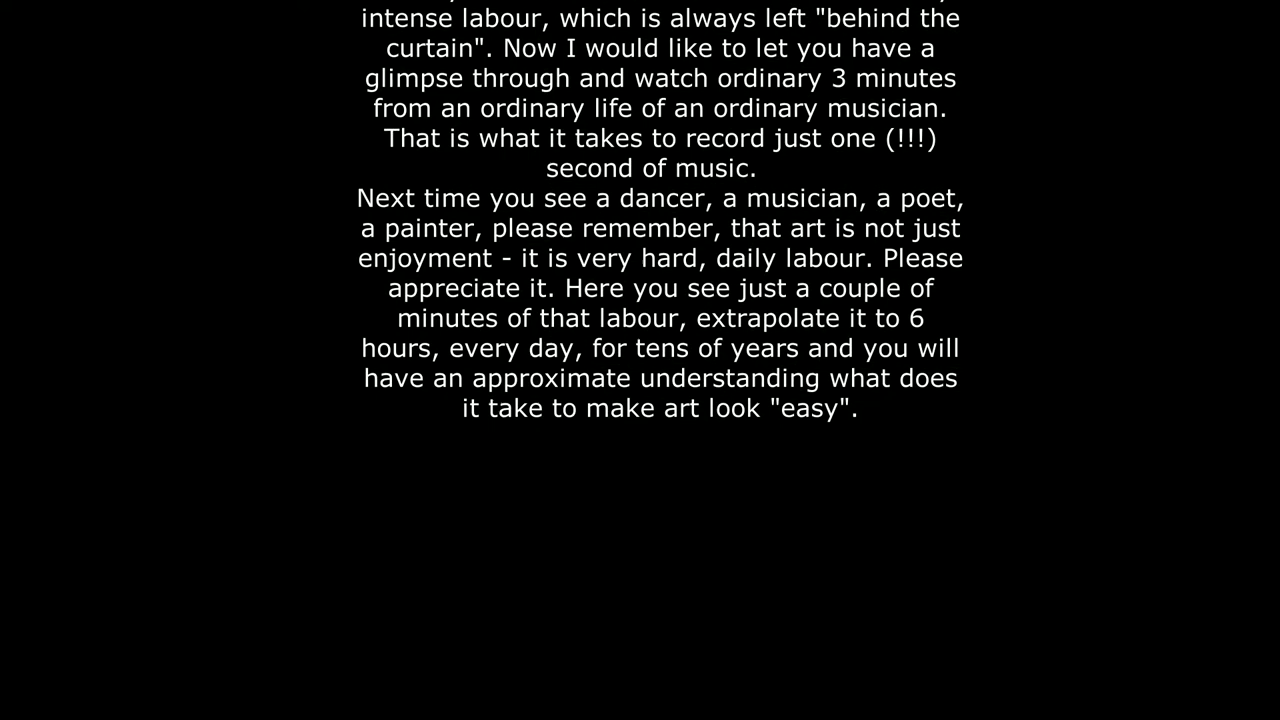 intense labour, which is always left "behind the
curtain". Now I would like to let you have a
glimpse through and watch ordinary 3 minutes
from an ordinary life of an ordinary musician.
That is what it takes to record just one (!!!)
second of music.
Next time you see a dancer, a musician, a poet,
a painter, please remember, that art is not just
enjoyment - it is very hard, daily labour. Please
appreciate it. Here you see just a couple of
minutes of that labour, extrapolate it to 6
hours, every day, for tens of years and you will
have an approximate understanding what does
it take to make art look "easy".